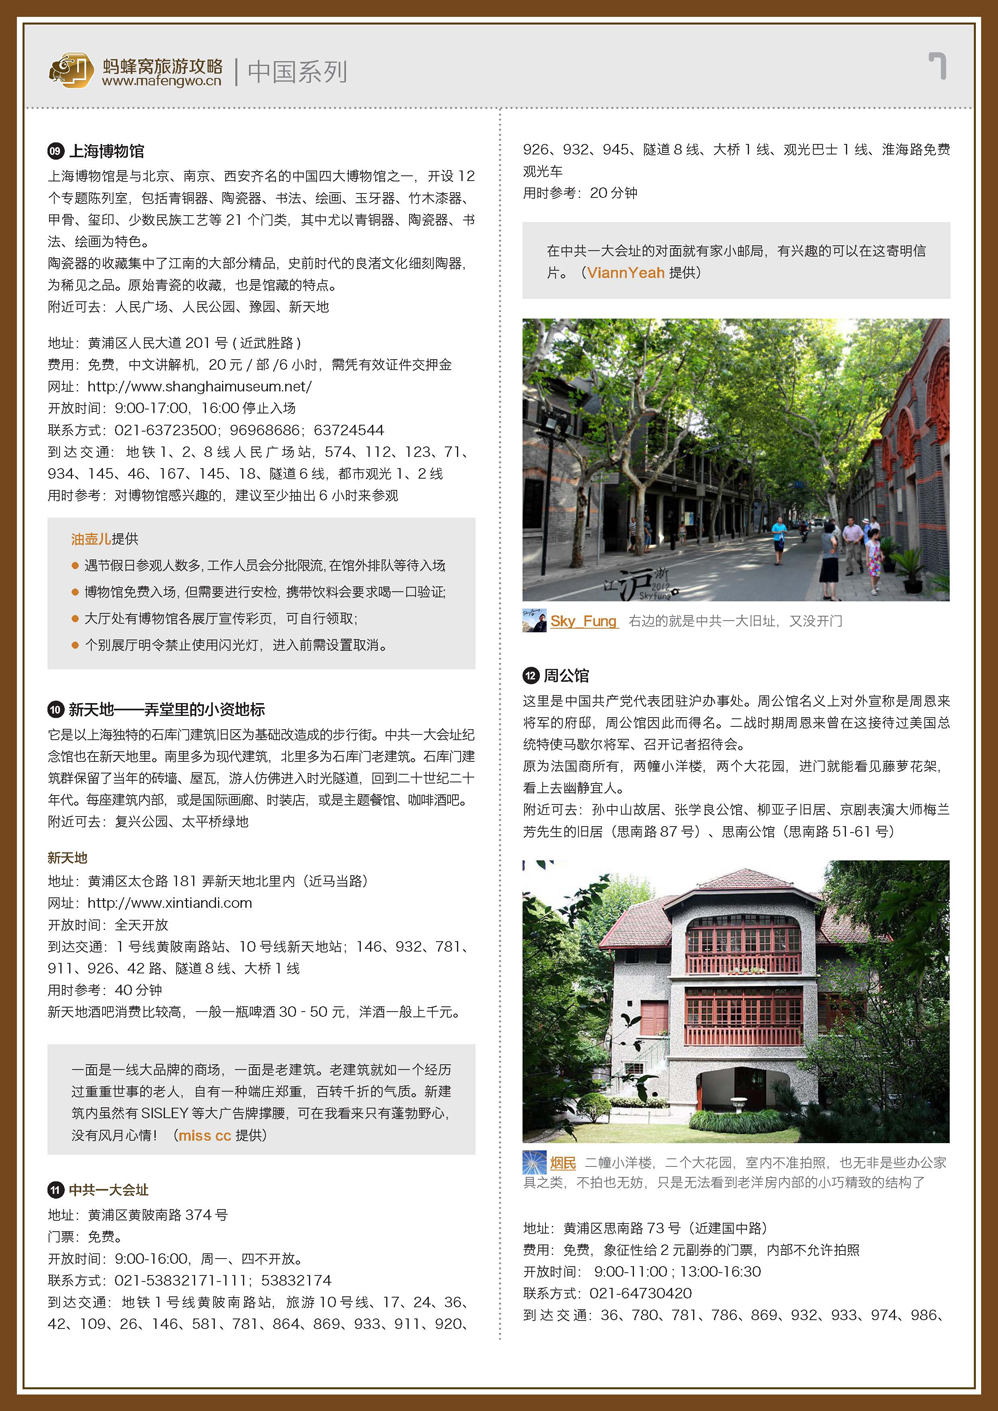 蚂蜂窝旅游攻略
www.mafengwo.cn
中国系列
7
09 上海博物馆
上海博物馆是与北京、南京、西安齐名的中国四大博物馆之一，开设 12
个专题陈列室，包括青铜器、陶瓷器、书法、绘画、玉牙器、竹木漆器、
甲骨、玺印、少数民族工艺等 21 个门类，其中尤以青铜器、陶瓷器、书
法、绘画为特色。
陶瓷器的收藏集中了江南的大部分精品，史前时代的良渚文化细刻陶器，
为稀见之品。原始青瓷的收藏，也是馆藏的特点。
附近可去：人民广场、人民公园、豫园、新天地
地址：黄浦区人民大道 201 号 ( 近武胜路 )
费用：免费，中文讲解机，20 元 / 部 /6 小时，需凭有效证件交押金
网址：http://www.shanghaimuseum.net/
开放时间：9:00-17:00，16:00 停止入场
联系方式：021-63723500；96968686；63724544
到达交通：地铁 1、2、8 线人民广场站，574、112、123、71、
934、145、46、167、145、18、隧道 6 线，都市观光 1、2 线
用时参考：对博物馆感兴趣的，建议至少抽出 6 小时来参观
油壶儿提供
● 遇节假日参观人数多, 工作人员会分批限流, 在馆外排队等待入场
● 博物馆免费入场, 但需要进行安检, 携带饮料会要求喝一口验证;
● 大厅处有博物馆各展厅宣传彩页，可自行领取;
● 个别展厅明令禁止使用闪光灯，进入前需设置取消。
10 新天地——弄堂里的小资地标
它是以上海独特的石库门建筑旧区为基础改造成的步行街。中共一大会址纪
念馆也在新天地里。南里多为现代建筑，北里多为石库门老建筑。石库门建
筑群保留了当年的砖墙、屋瓦，游人仿佛进入时光隧道，回到二十世纪二十
年代。每座建筑内部，或是国际画廊、时装店，或是主题餐馆、咖啡酒吧。
附近可去：复兴公园、太平桥绿地
新天地
地址：黄浦区太仓路 181 弄新天地北里内（近马当路）
网址：http://www.xintiandi.com
开放时间：全天开放
到达交通：1 号线黄陂南路站、10 号线新天地站；146、932、781、
911、926、42 路、隧道 8 线、大桥 1 线
用时参考：40 分钟
新天地酒吧消费比较高，一般一瓶啤酒 30 - 50 元，洋酒一般上千元。
一面是一线大品牌的商场，一面是老建筑。老建筑就如一个经历
过重重世事的老人，自有一种端庄郑重，百转千折的气质。新建
筑内虽然有 SISLEY 等大广告牌撑腰，可在我看来只有蓬勃野心，
没有风月心情！（miss cc 提供）
11 中共一大会址
地址：黄浦区黄陂南路 374 号
门票：免费。
开放时间：9:00-16:00，周一、四不开放。
联系方式：021-53832171-111；53832174
到达交通：地铁 1 号线黄陂南路站，旅游 10 号线、17、24、36、
42、109、26、146、581、781、864、869、933、911、920、
926、932、945、隧道 8 线、大桥 1 线、观光巴士 1 线、淮海路免费
观光车
用时参考：20 分钟
在中共一大会址的对面就有家小邮局，有兴趣的可以在这寄明信
片。（ViannYeah 提供）
江沪浙
2012
Skyfung
Sky_Fung 右边的就是中共一大旧址，又没开门
12 周公馆
这里是中国共产党代表团驻沪办事处。周公馆名义上对外宣称是周恩来
将军的府邸，周公馆因此而得名。二战时期周恩来曾在这接待过美国总
统特使马歇尔将军、召开记者招待会。
原为法国商所有，两幢小洋楼，两个大花园，进门就能看见藤萝花架，
看上去幽静宜人。
附近可去：孙中山故居、张学良公馆、柳亚子旧居、京剧表演大师梅兰
芳先生的旧居（思南路 87 号）、思南公馆（思南路 51-61 号）
烟民 二幢小洋楼，二个大花园，室内不准拍照，也无非是些办公家
具之类，不拍也无妨，只是无法看到老洋房内部的小巧精致的结构了
地址：黄浦区思南路 73 号（近建国中路）
费用：免费，象征性给 2 元副券的门票，内部不允许拍照
开放时间： 9:00-11:00 ; 13:00-16:30
联系方式：021-64730420
到达交通：36、780、781、786、869、932、933、974、986、